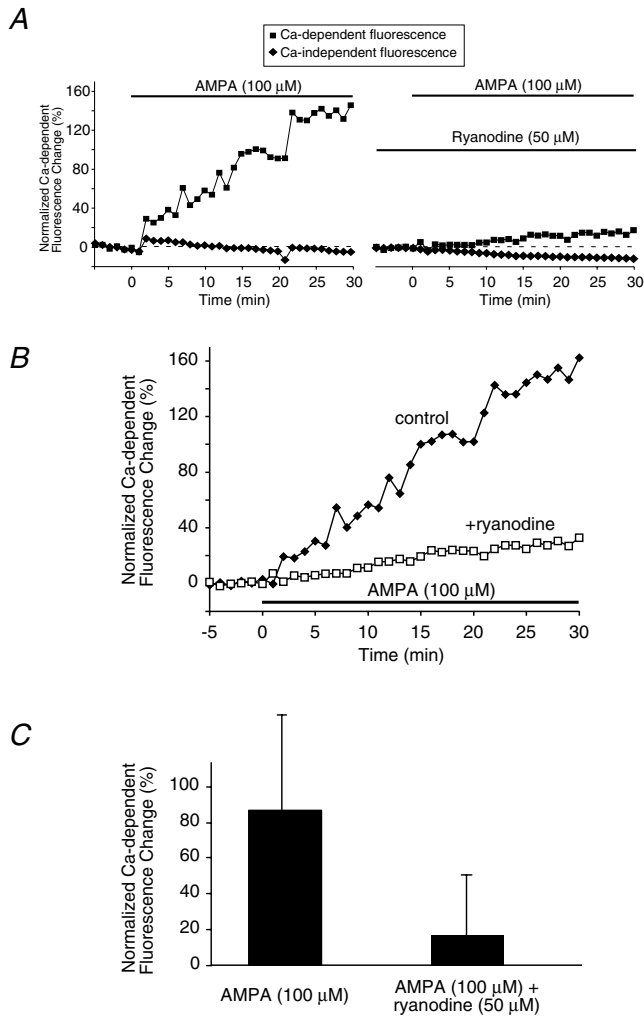 A
Ca-dependent fluorescence
Ca-independent fluorescence
Normalized Ca-dependent
Fluorescence Change (%)
160
120
80
40
0
AMPA (100 µM)
0 5 10 15 20 25 30
Time (min)
AMPA (100 µM)
Ryanodine (50 µM)
0 5 10 15 20 25 30
Time (min)
B
Normalized Ca-dependent
Fluorescence Change (%)
160
120
80
40
0
control
+ryanodine
AMPA (100 µM)
-5 0 5 10 15 20 25 30
Time (min)
C
Normalized Ca-dependent
Fluorescence Change (%)
100
80
60
40
20
0
AMPA (100 µM)
AMPA (100 µM) +
ryanodine (50 µM)